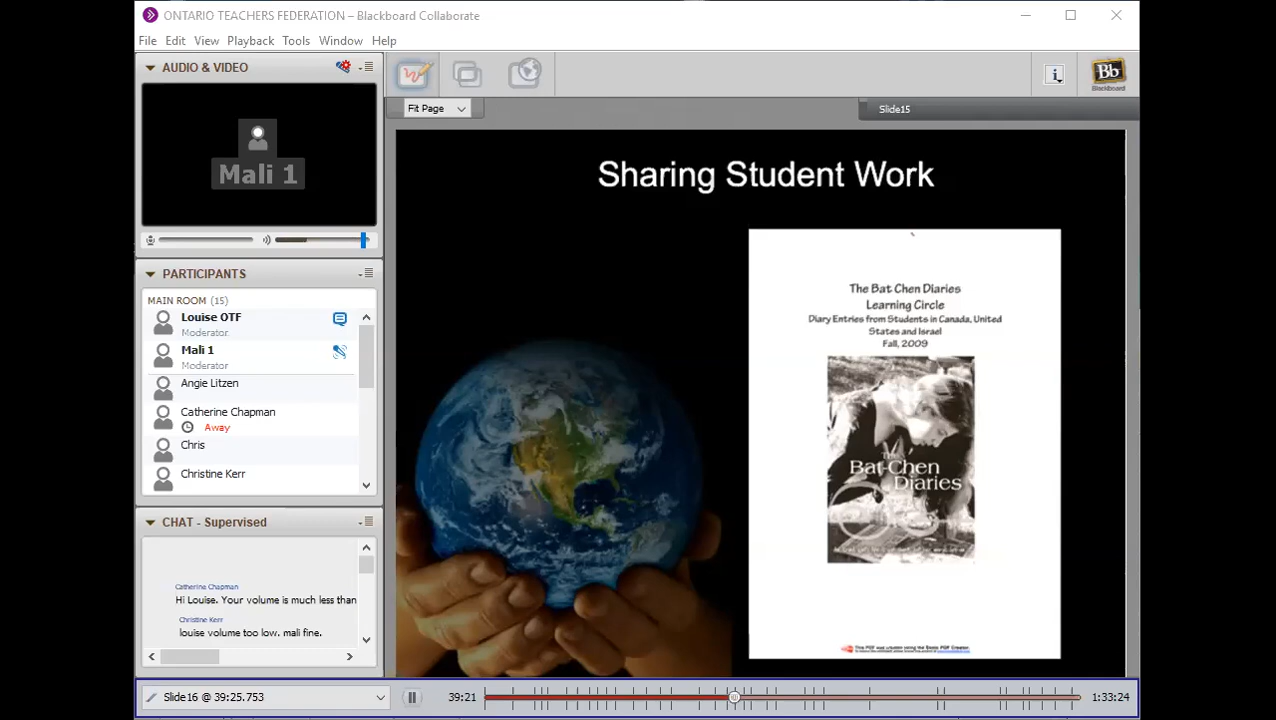 ONTARIO TEACHERS FEDERATION – Blackboard Collaborate
File Edit View Playback Tools Window Help
AUDIO & VIDEO
Mali 1
PARTICIPANTS
MAIN ROOM (15)
Louise OTF
Moderator
Mali 1
Moderator
Angie Litzen
Catherine Chapman
Away
Chris
Christine Kerr
CHAT - Supervised
Catherine Chapman
Hi Louise. Your volume is much less than
Christine Kerr
louise volume too low. mali fine.
Bb
Blackboard
Fit Page
Slide15
Sharing Student Work
The Bat Chen Diaries
Learning Circle
Diary Entries from Students in Canada, United
States and Israel
Fall, 2009
The
Bat-Chen
Diaries
Slide16 @ 39:25.753
39:21
1:33:24